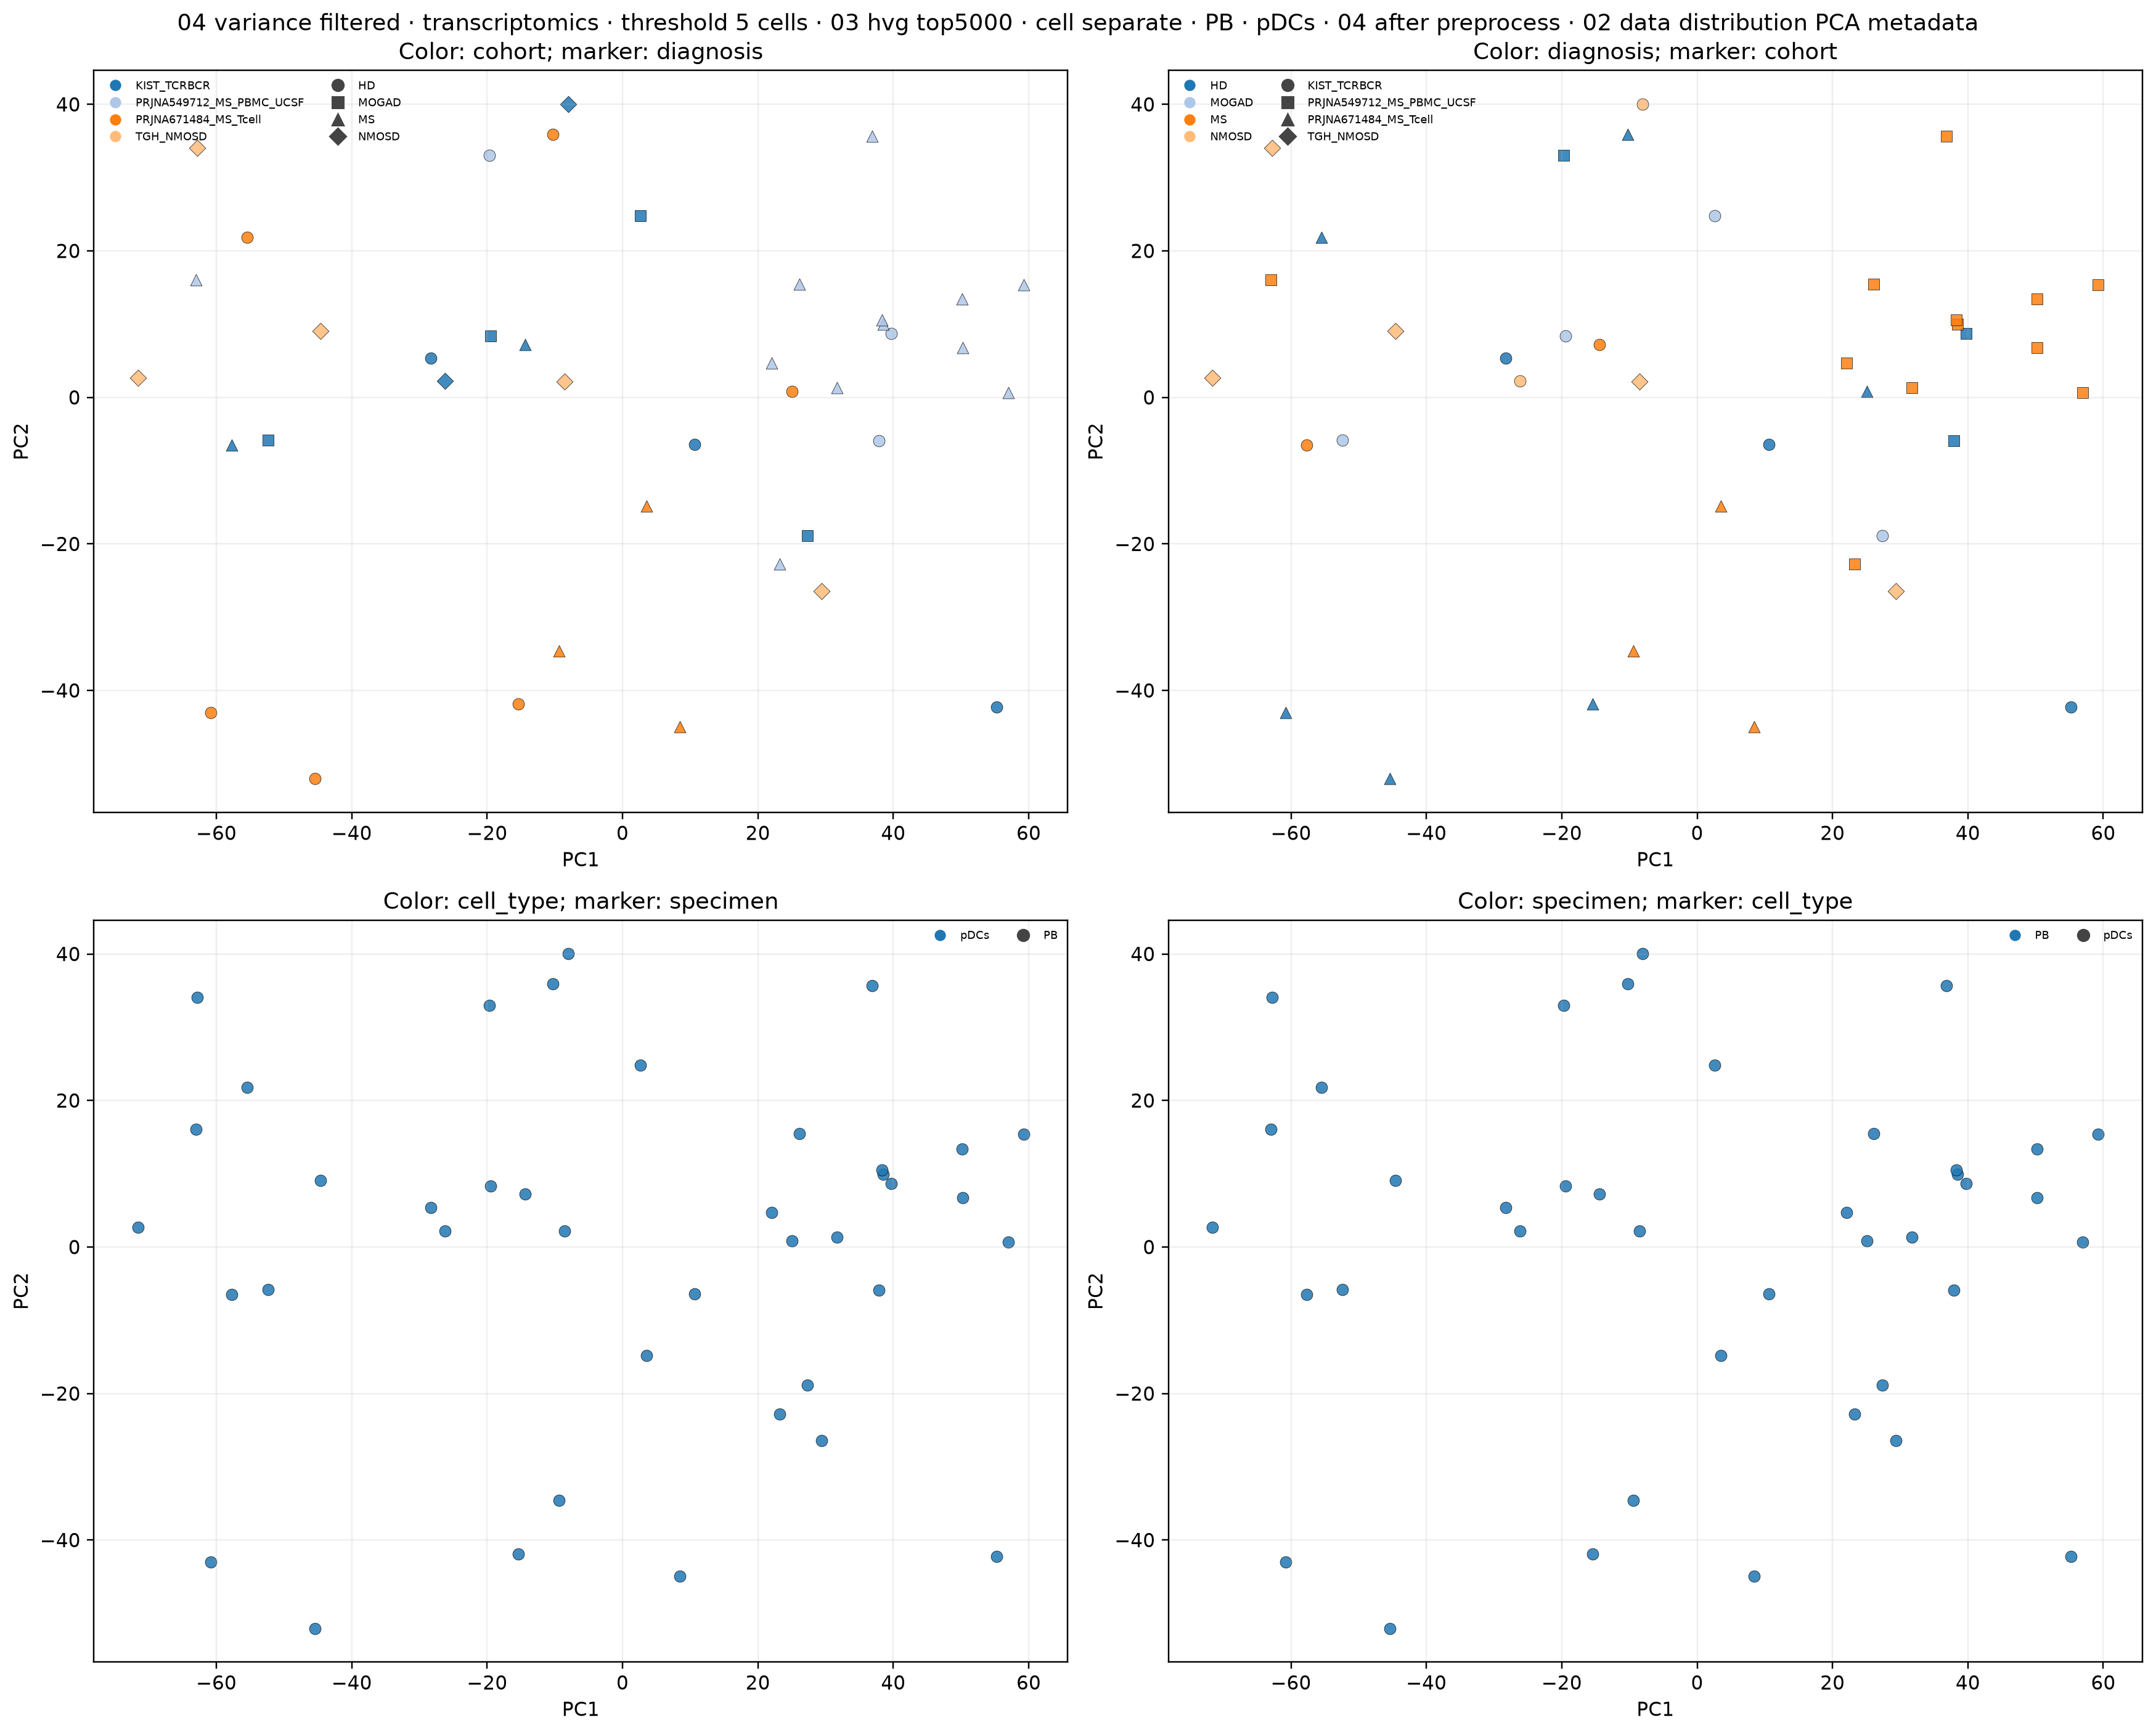 04 variance filtered · transcriptomics · threshold 5 cells · 03 hvg top5000 · cell separate · PB · pDCs · 04 after preprocess · 02 data distribution PCA metadata
Color: cohort; marker: diagnosis
KIST_TCRBCR
PRJNA549712_MS_PBMC_UCSF
PRJNA671484_MS_Tcell
TGH_NMOSD
HD
MOGAD
MS
NMOSD
40
20
0
−20
−40
PC2
−60
−40
−20
0
20
40
60
PC1
Color: diagnosis; marker: cohort
HD
MOGAD
MS
NMOSD
KIST_TCRBCR
PRJNA549712_MS_PBMC_UCSF
PRJNA671484_MS_Tcell
TGH_NMOSD
40
20
0
−20
−40
PC2
−60
−40
−20
0
20
40
60
PC1
Color: cell_type; marker: specimen
pDCs
PB
40
20
0
−20
−40
PC2
−60
−40
−20
0
20
40
60
PC1
Color: specimen; marker: cell_type
PB
pDCs
40
20
0
−20
−40
PC2
−60
−40
−20
0
20
40
60
PC1